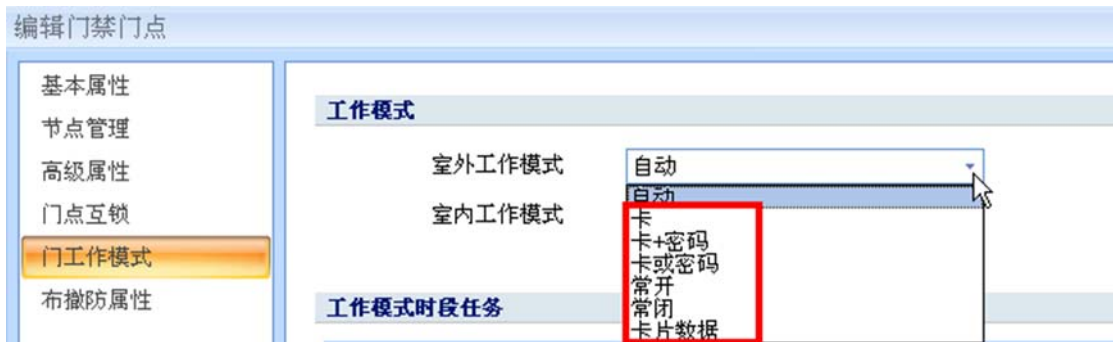 编辑门禁门点
基本属性
节点管理
高级属性
门点互锁
门工作模式
布撤防属性
工作模式
室外工作模式 自动
自动
室内工作模式
卡
卡+密码
卡或密码
常开
常闭
卡片数据
工作模式时段任务